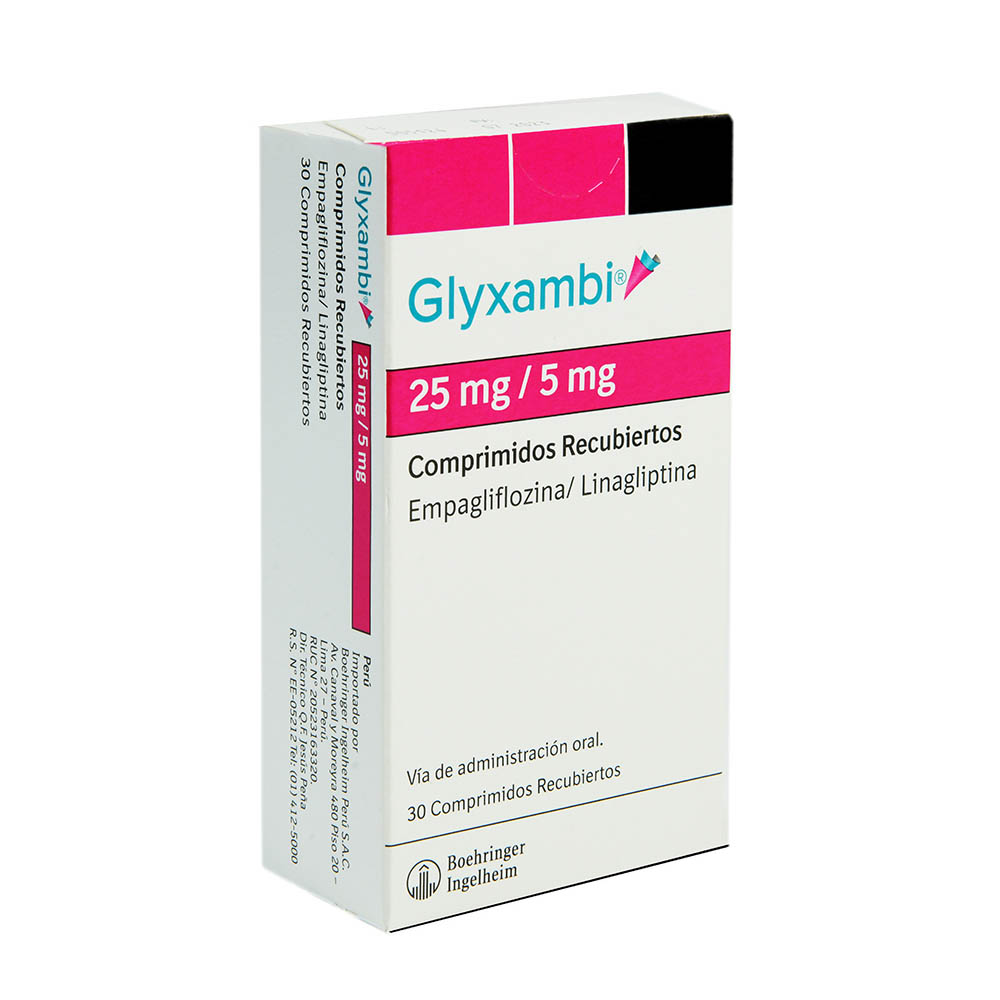 Glyxambi®
25 mg / 5 mg
Comprimidos Recubiertos
Empagliflozina/ Linagliptina
Vía de administración oral.
30 Comprimidos Recubiertos
Boehringer
Ingelheim
Glyxambi® 25 mg / 5 mg
Comprimidos Recubiertos
Empagliflozina/ Linagliptina
30 Comprimidos Recubiertos
Perú
Importado por
Boehringer Ingelheim Perú S.A.C.
Av. Canaval y Moreyra 480 Piso 20 –
Lima 27 – Perú.
RUC N° 20523163320.
Dir. Técnico Q.F. Jesús Peña
R.S. N° EE-05212 Tel: (01) 412-5000